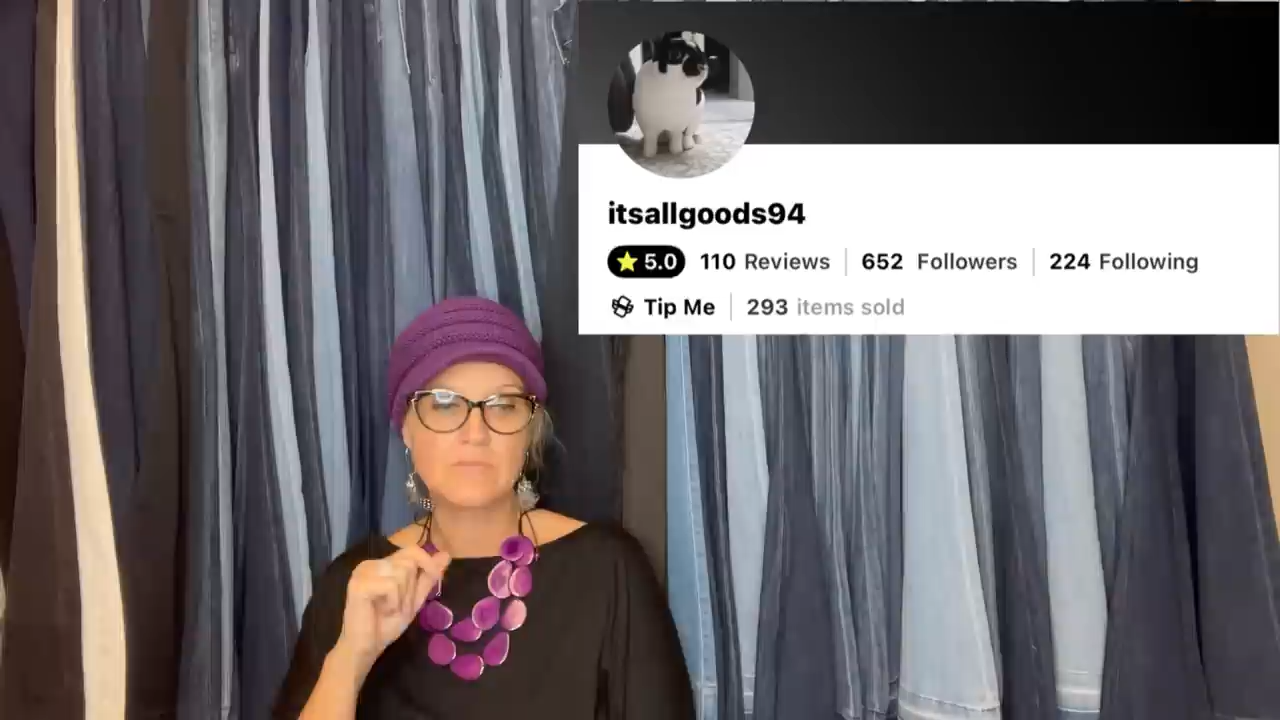 itsallgoods94
5.0 110 Reviews 652 Followers 224 Following
Tip Me 293 items sold